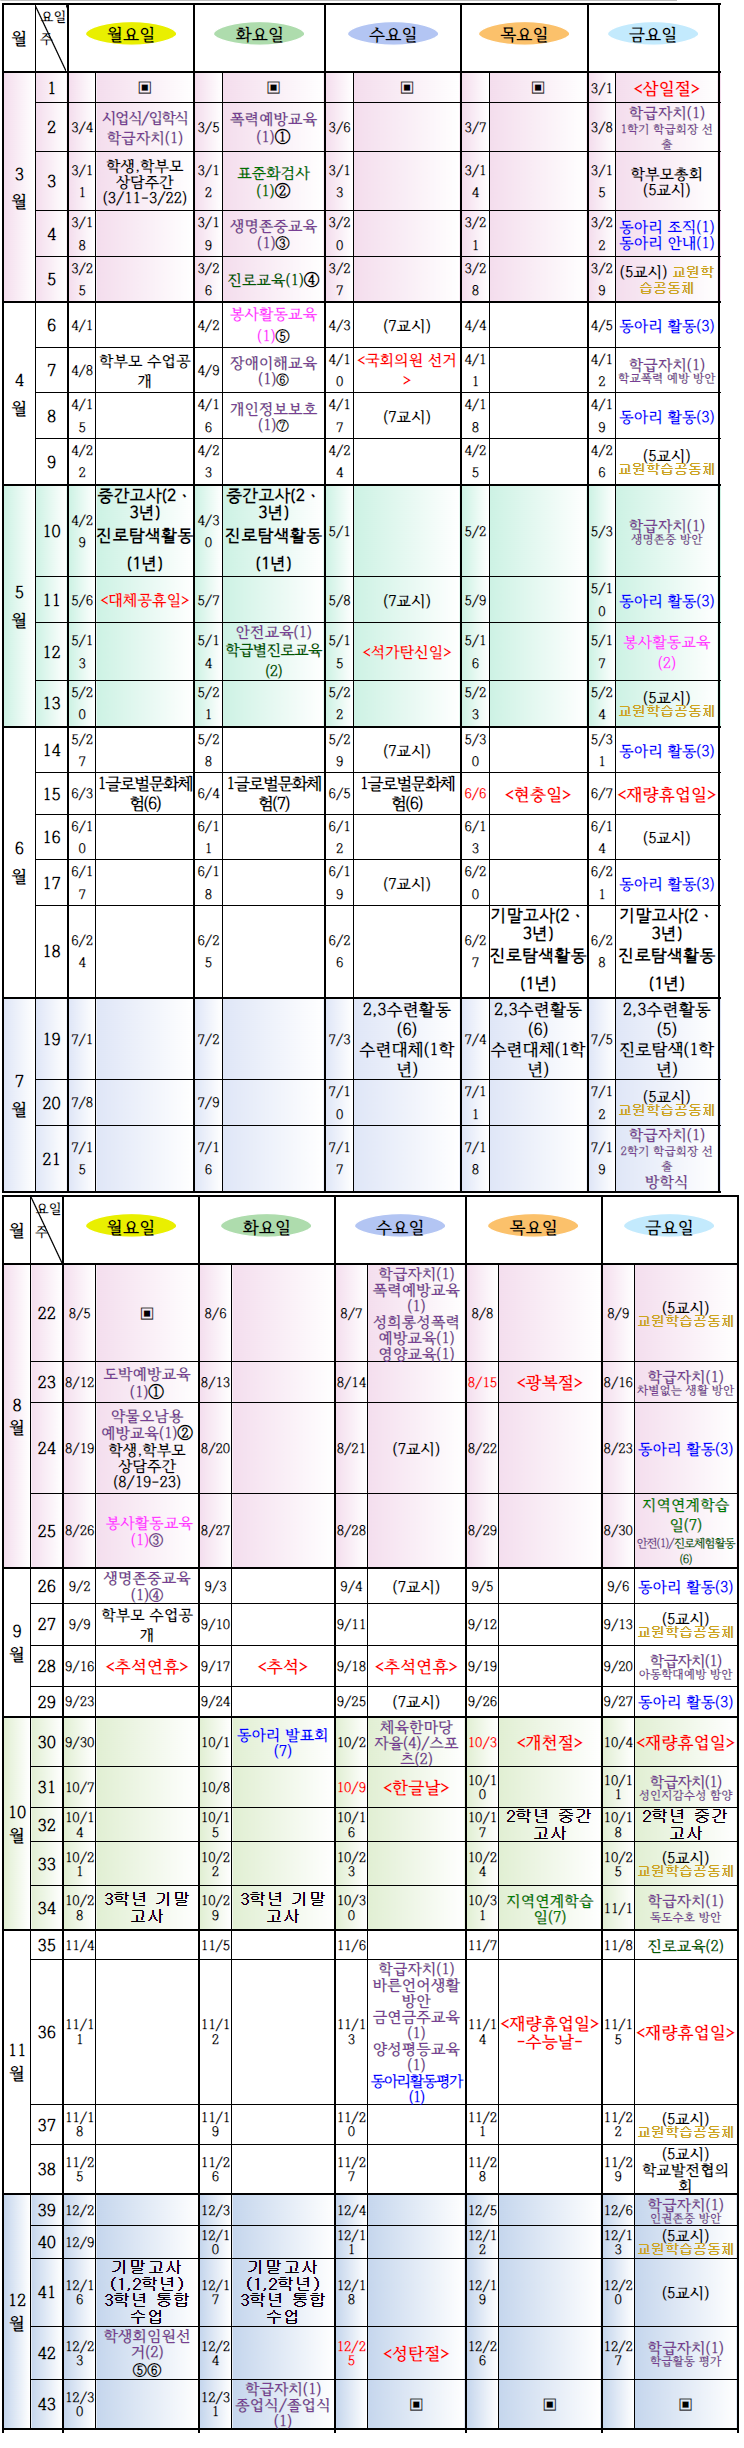 월 요일 주 월요일 화요일 수요일 목요일 금요일
3월
1 ▣ ▣ ▣ ▣ 3/1 <삼일절>
2 3/4 시업식/입학식 학급자치(1) 3/5 폭력예방교육(1)① 3/6 3/7 3/8 학급자치(1) 1학기 학급회장 선출
3 3/11 학생,학부모 상담주간 (3/11-3/22) 3/12 표준화검사(1)② 3/13 3/14 3/15 학부모총회 (5교시)
4 3/18 3/19 생명존중교육(1)③ 3/20 3/21 3/22 동아리 조직(1) 동아리 안내(1)
5 3/25 3/26 진로교육(1)④ 3/27 3/28 3/29 (5교시) 교원학습공동체
4월
6 4/1 4/2 봉사활동교육(1)⑤ 4/3 (7교시) 4/4 4/5 동아리 활동(3)
7 4/8 학부모 수업공개 4/9 장애이해교육(1)⑥ 4/10 <국회의원 선거> 4/11 4/12 학급자치(1) 학교폭력 예방 방안
8 4/15 4/16 개인정보보호(1)⑦ 4/17 (7교시) 4/18 4/19 동아리 활동(3)
9 4/22 4/23 4/24 4/25 4/26 (5교시) 교원학습공동체
5월
10 4/29 중간고사(2、3년) 진로탐색활동(1년) 4/30 중간고사(2、3년) 진로탐색활동(1년) 5/1 5/2 5/3 학급자치(1) 생명존중 방안
11 5/6 <대체공휴일> 5/7 5/8 (7교시) 5/9 5/10 동아리 활동(3)
12 5/13 5/14 안전교육(1) 학급별진로교육(2) 5/15 <석가탄신일> 5/16 5/17 봉사활동교육(2)
13 5/20 5/21 5/22 5/23 5/24 (5교시) 교원학습공동체
6월
14 5/27 5/28 5/29 (7교시) 5/30 5/31 동아리 활동(3)
15 6/3 1글로벌문화체험(6) 6/4 1글로벌문화체험(7) 6/5 1글로벌문화체험(6) 6/6 <현충일> 6/7 <재량휴업일>
16 6/10 6/11 6/12 6/13 6/14 (5교시)
17 6/17 6/18 6/19 (7교시) 6/20 6/21 동아리 활동(3)
18 6/24 6/25 6/26 6/27 기말고사(2、3년) 진로탐색활동(1년) 6/28 기말고사(2、3년) 진로탐색활동(1년)
7월
19 7/1 7/2 7/3 2,3수련활동(6) 수련대체(1학년) 7/4 2,3수련활동(6) 수련대체(1학년) 7/5 2,3수련활동(5) 진로탐색(1학년)
20 7/8 7/9 7/10 7/11 7/12 (5교시) 교원학습공동체
21 7/15 7/16 7/17 7/18 7/19 학급자치(1) 2학기 학급회장 선출 방학식
월 요일 주 월요일 화요일 수요일 목요일 금요일
8월
22 8/5 ▣ 8/6 8/7 학급자치(1) 폭력예방교육(1) 성희롱성폭력예방교육(1) 영양교육(1) 8/8 8/9 (5교시) 교원학습공동체
23 8/12 도박예방교육(1)① 8/13 8/14 8/15 <광복절> 8/16 학급자치(1) 차별없는 생활 방안
24 8/19 약물오남용 예방교육(1)② 학생,학부모 상담주간 (8/19-23) 8/20 8/21 (7교시) 8/22 8/23 동아리 활동(3)
25 8/26 봉사활동교육(1)③ 8/27 8/28 8/29 8/30 지역연계학습일(7) 안전(1)/진로체험활동(6)
9월
26 9/2 생명존중교육(1)④ 9/3 9/4 (7교시) 9/5 9/6 동아리 활동(3)
27 9/9 학부모 수업공개 9/10 9/11 9/12 9/13 (5교시) 교원학습공동체
28 9/16 <추석연휴> 9/17 <추석> 9/18 <추석연휴> 9/19 9/20 학급자치(1) 아동학대예방 방안
29 9/23 9/24 9/25 (7교시) 9/26 9/27 동아리 활동(3)
10월
30 9/30 10/1 동아리 발표회(7) 10/2 체육한마당 자율(4)/스포츠(2) 10/3 <개천절> 10/4 <재량휴업일>
31 10/7 10/8 10/9 <한글날> 10/10 10/11 학급자치(1) 성인지감수성 함양
32 10/14 10/15 10/16 10/17 2학년 중간고사 10/18 2학년 중간고사
33 10/21 10/22 10/23 10/24 10/25 (5교시) 교원학습공동체
34 10/28 3학년 기말고사 10/29 3학년 기말고사 10/30 10/31 지역연계학습일(7) 11/1 학급자치(1) 독도수호 방안
11월
35 11/4 11/5 11/6 11/7 11/8 진로교육(2)
36 11/11 11/12 11/13 학급자치(1) 바른언어생활 방안 금연금주교육(1) 양성평등교육(1) 동아리활동평가(1) 11/14 <재량휴업일> -수능날- 11/15 <재량휴업일>
37 11/18 11/19 11/20 11/21 11/22 (5교시) 교원학습공동체
38 11/25 11/26 11/27 11/28 11/29 (5교시) 학교발전협의회
12월
39 12/2 12/3 12/4 12/5 12/6 학급자치(1) 인권존중 방안
40 12/9 12/10 12/11 12/12 12/13 (5교시) 교원학습공동체
41 12/16 기말고사 (1,2학년) 3학년 통합수업 12/17 기말고사 (1,2학년) 3학년 통합수업 12/18 12/19 12/20 (5교시)
42 12/23 학생회임원선거(2) ⑤⑥ 12/24 12/25 <성탄절> 12/26 12/27 학급자치(1) 학급활동 평가
43 12/30 12/31 학급자치(1) 종업식/졸업식(1) ▣ ▣ ▣